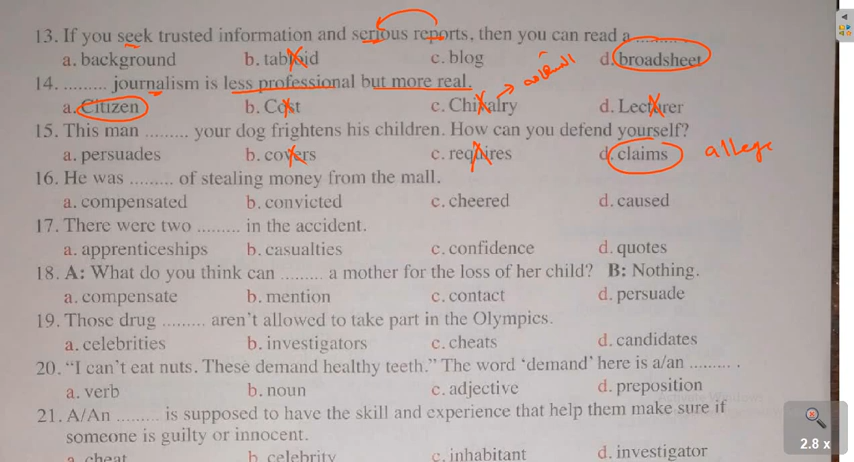 13. If you seek trusted information and serious reports, then you can read a ..........
a. background b. tabloid c. blog d. broadsheet
14. ......... journalism is less professional but more real.
a. Citizen b. Cost c. Chivalry d. Lecturer
15. This man ......... your dog frightens his children. How can you defend yourself?
a. persuades b. covers c. requires d. claims allege
16. He was ......... of stealing money from the mall.
a. compensated b. convicted c. cheered d. caused
17. There were two ......... in the accident.
a. apprenticeships b. casualties c. confidence d. quotes
18. A: What do you think can ......... a mother for the loss of her child? B: Nothing.
a. compensate b. mention c. contact d. persuade
19. Those drug ......... aren't allowed to take part in the Olympics.
a. celebrities b. investigators c. cheats d. candidates
20. “I can't eat nuts. These demand healthy teeth.” The word 'demand' here is a/an ......... .
a. verb b. noun c. adjective d. preposition
21. A/An ......... is supposed to have the skill and experience that help them make sure if
someone is guilty or innocent.
a. cheat b. celebrity c. inhabitant d. investigator
2.8 x